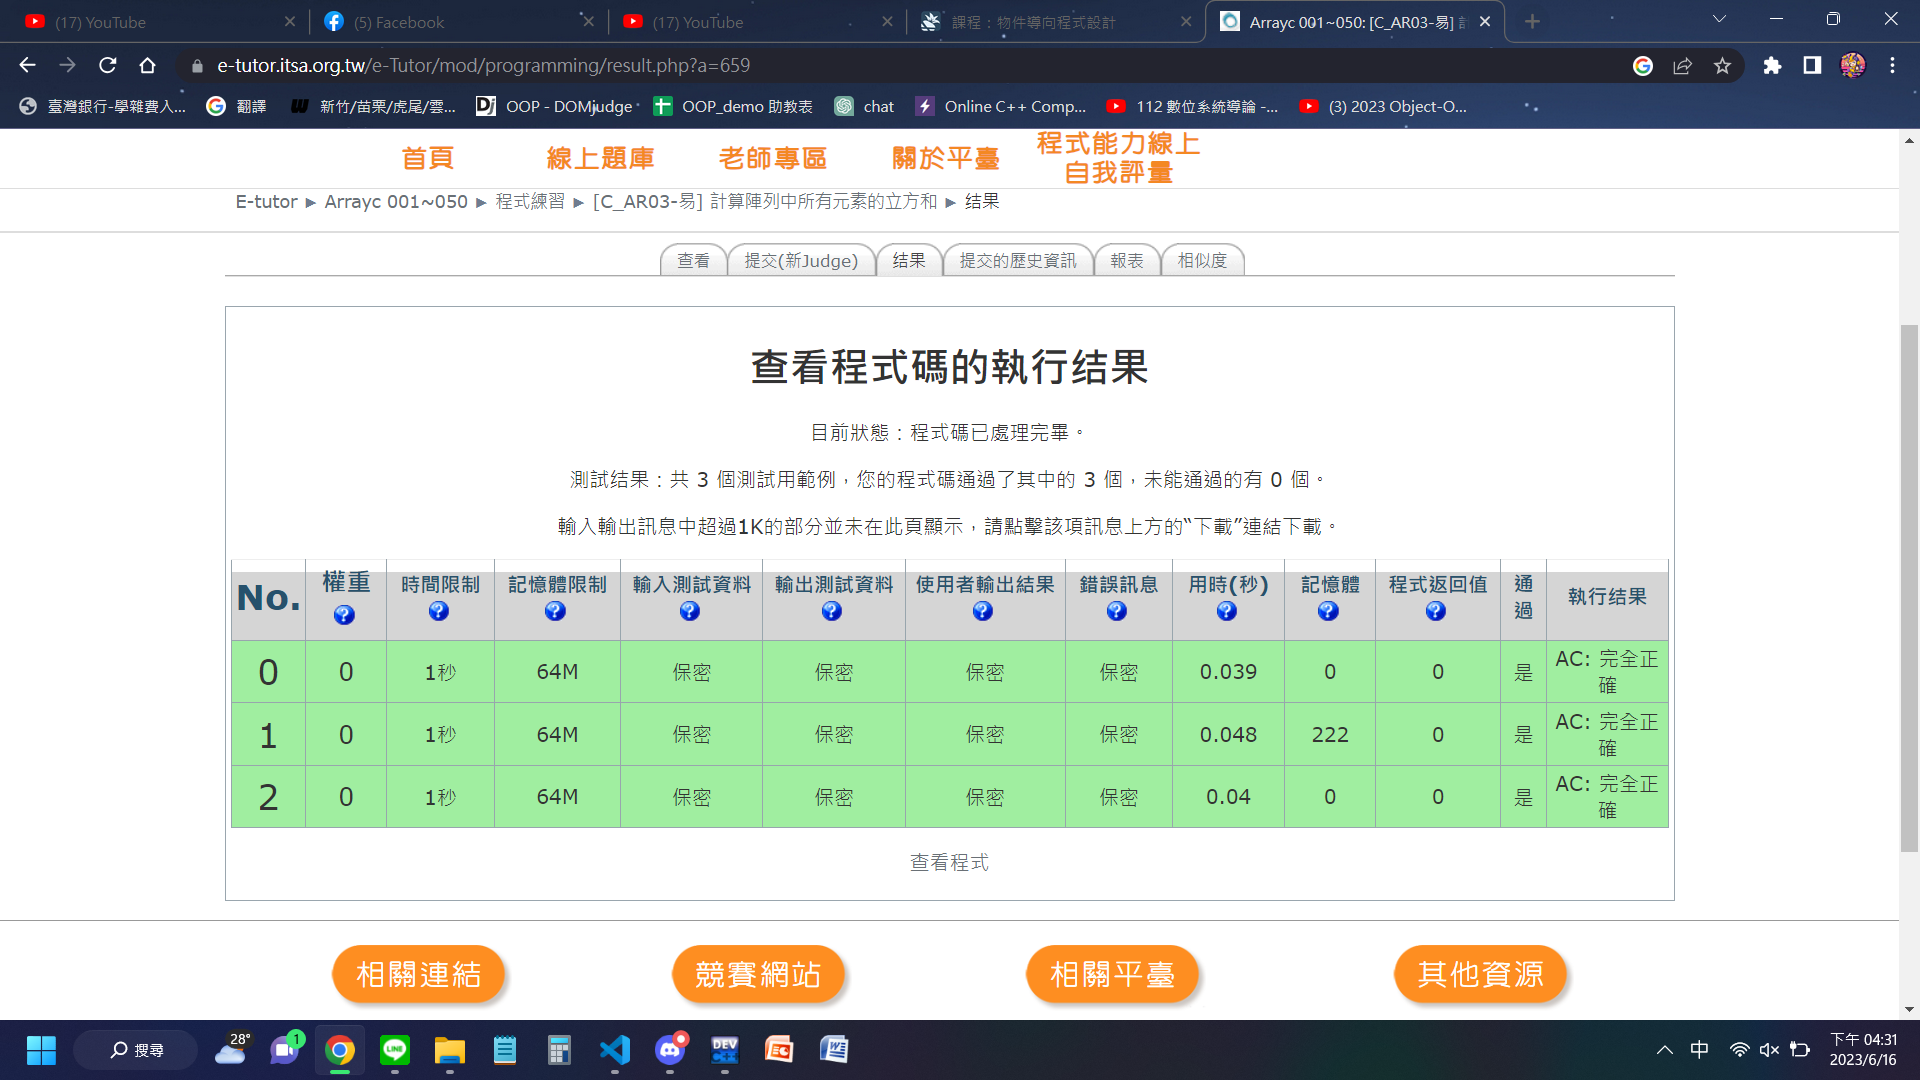 (17) YouTube
(5) Facebook
(17) YouTube
課程：物件導向程式設計
Arrayc 001~050: [C_AR03-易] 計
e-tutor.itsa.org.tw/e-Tutor/mod/programming/result.php?a=659
臺灣銀行-學雜費入...
翻譯
新竹/苗栗/虎尾/雲...
OOP - DOMjudge
OOP_demo 助教表
chat
Online C++ Comp...
112 數位系統導論 -...
(3) 2023 Object-O...
首頁
線上題庫
老師專區
關於平臺
程式能力線上
自我評量
E-tutor ► Arrayc 001~050 ► 程式練習 ► [C_AR03-易] 計算陣列中所有元素的立方和 ► 结果
查看
提交(新Judge)
结果
提交的歷史資訊
報表
相似度
查看程式碼的執行结果
目前狀態：程式碼已處理完畢。
測試结果：共 3 個測試用範例，您的程式碼通過了其中的 3 個，未能通過的有 0 個。
輸入輸出訊息中超過1K的部分並未在此頁顯示，請點擊該項訊息上方的“下載”連結下載。
No. 權重 時間限制 記憶體限制 輸入測試資料 輸出測試資料 使用者輸出結果 錯誤訊息 用時(秒) 記憶體 程式返回值 通過 執行结果
0 0 1秒 64M 保密 保密 保密 保密 0.039 0 0 是 AC: 完全正確
1 0 1秒 64M 保密 保密 保密 保密 0.048 222 0 是 AC: 完全正確
2 0 1秒 64M 保密 保密 保密 保密 0.04 0 0 是 AC: 完全正確
查看程式
相關連結
競賽網站
相關平臺
其他資源
搜尋
28°
1
LINE
DEV
C++
中
下午 04:31
2023/6/16